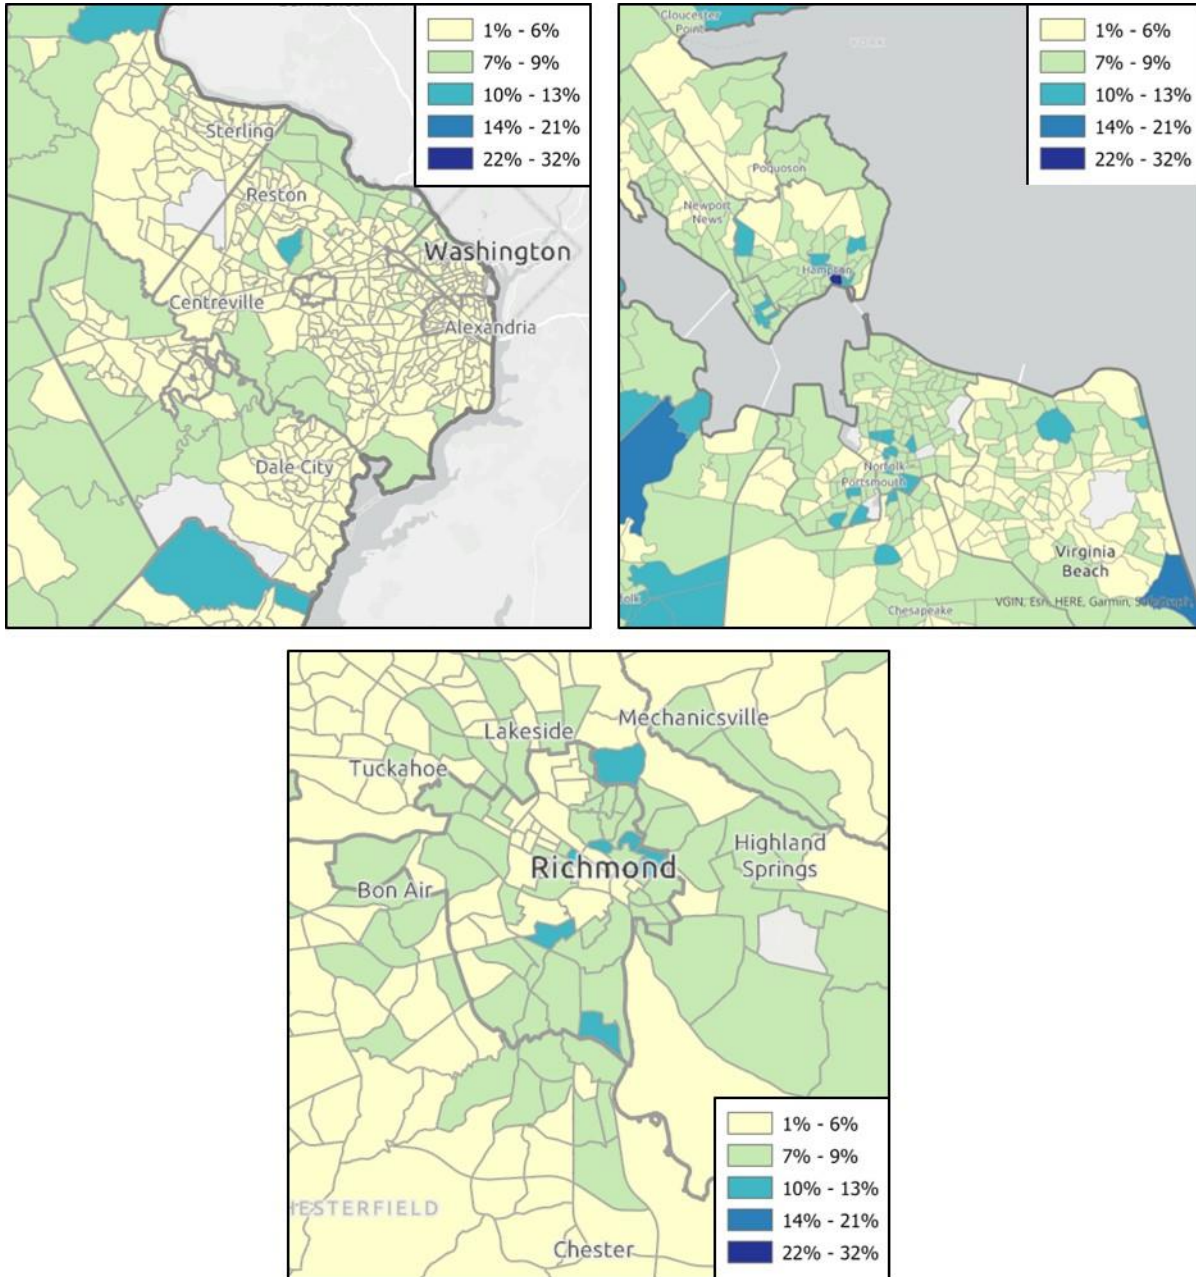 1% - 6%
7% - 9%
10% - 13%
14% - 21%
22% - 32%
Sterling
Reston
Washington
Centreville
Alexandria
Dale City
Gloucester
Point
YORK
1% - 6%
7% - 9%
10% - 13%
14% - 21%
22% - 32%
Poquoson
Newport
News
Hampton
Norfolk
Portsmouth
Virginia
Beach
VGIN, Esri, HERE, Garmin,
Chesapeake
Mechanicsville
Lakeside
Tuckahoe
Highland
Springs
Richmond
Bon Air
HESTERFIELD
Chester
1% - 6%
7% - 9%
10% - 13%
14% - 21%
22% - 32%